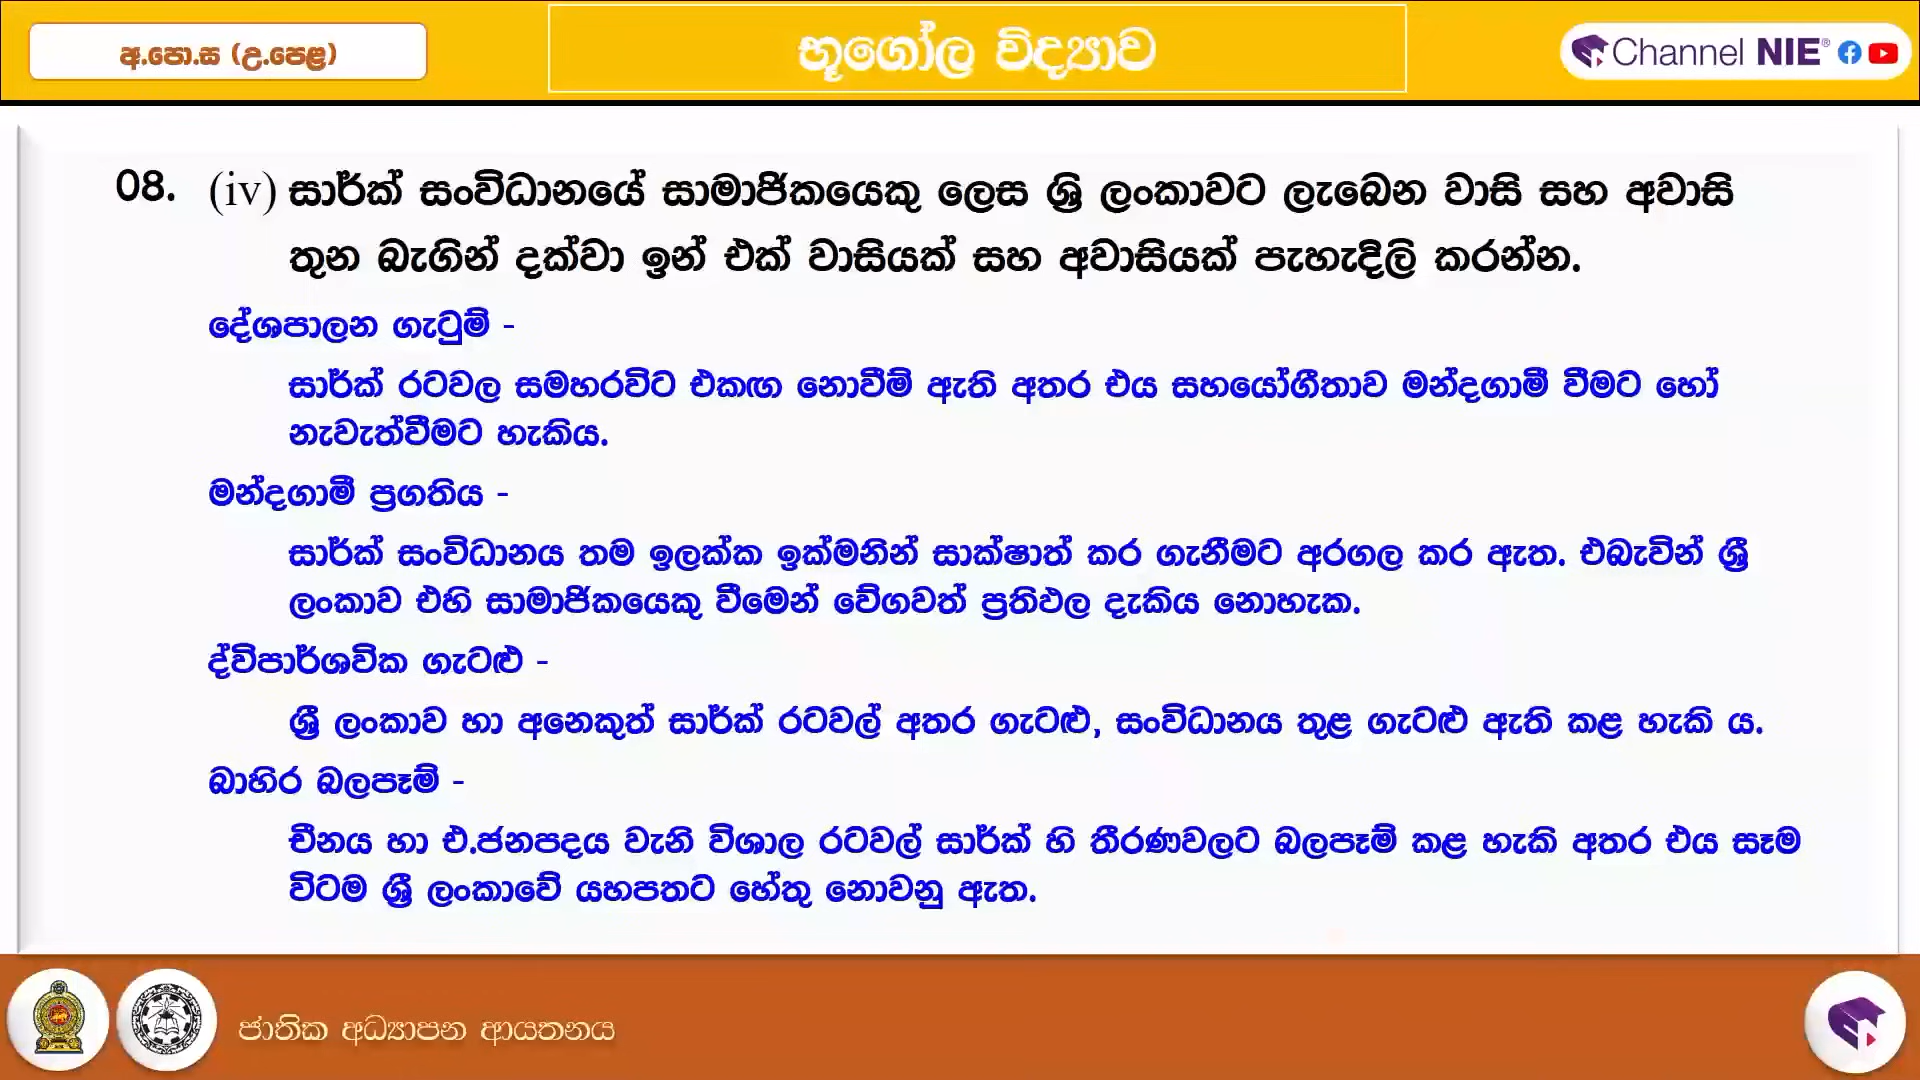 අ.පො.ස (උ.පෙළ)
භූගෝල විද්‍යාව
Channel NIE®
08. (iv) සාර්ක් සංවිධානයේ සාමාජිකයෙකු ලෙස ශ්‍රි ලංකාවට ලැබෙන වාසි සහ අවාසි
තුන බැගින් දක්වා ඉන් එක් වාසියක් සහ අවාසියක් පැහැදිලි කරන්න.
දේශපාලන ගැටුම් -
සාර්ක් රටවල සමහරවිට එකඟ නොවීම් ඇති අතර එය සහයෝගීතාව මන්දගාමී වීමට හෝ
නැවැත්වීමට හැකිය.
මන්දගාමී ප්‍රගතිය -
සාර්ක් සංවිධානය තම ඉලක්ක ඉක්මනින් සාක්ෂාත් කර ගැනීමට අරගල කර ඇත. එබැවින් ශ්‍රී
ලංකාව එහි සාමාජිකයෙකු වීමෙන් වේගවත් ප්‍රතිඵල දැකිය නොහැක.
ද්විපාර්ශවික ගැටළු -
ශ්‍රී ලංකාව හා අනෙකුත් සාර්ක් රටවල් අතර ගැටළු, සංවිධානය තුළ ගැටළු ඇති කළ හැකි ය.
බාහිර බලපෑම් -
චීනය හා එ.ජනපදය වැනි විශාල රටවල් සාර්ක් හි තීරණවලට බලපෑම් කළ හැකි අතර එය සෑම
විටම ශ්‍රී ලංකාවේ යහපතට හේතු නොවනු ඇත.
ජාතික අධ්‍යාපන ආයතනය